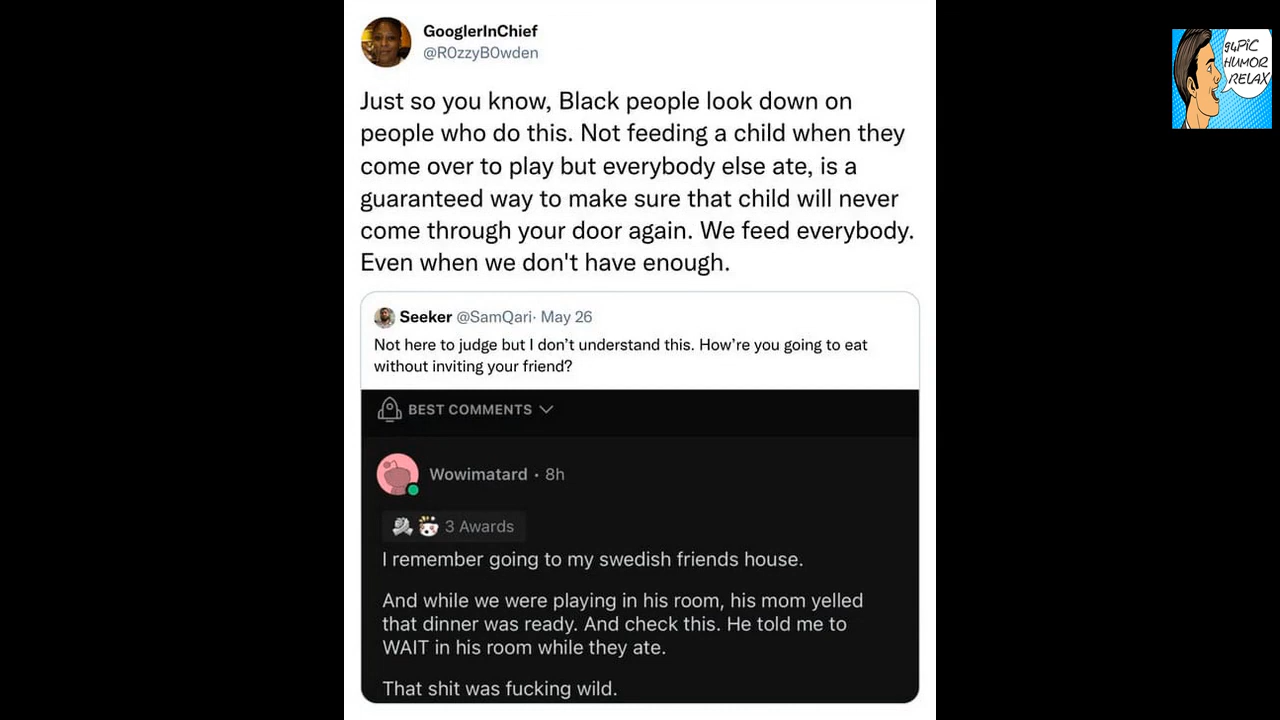 GooglerInChief
@R0zzyB0wden
Just so you know, Black people look down on
people who do this. Not feeding a child when they
come over to play but everybody else ate, is a
guaranteed way to make sure that child will never
come through your door again. We feed everybody.
Even when we don't have enough.
Seeker @SamQari· May 26
Not here to judge but I don’t understand this. How’re you going to eat
without inviting your friend?
BEST COMMENTS
Wowimatard · 8h
3 Awards
I remember going to my swedish friends house.
And while we were playing in his room, his mom yelled
that dinner was ready. And check this. He told me to
WAIT in his room while they ate.
That shit was fucking wild.
94PIC
HUMOR
RELAX